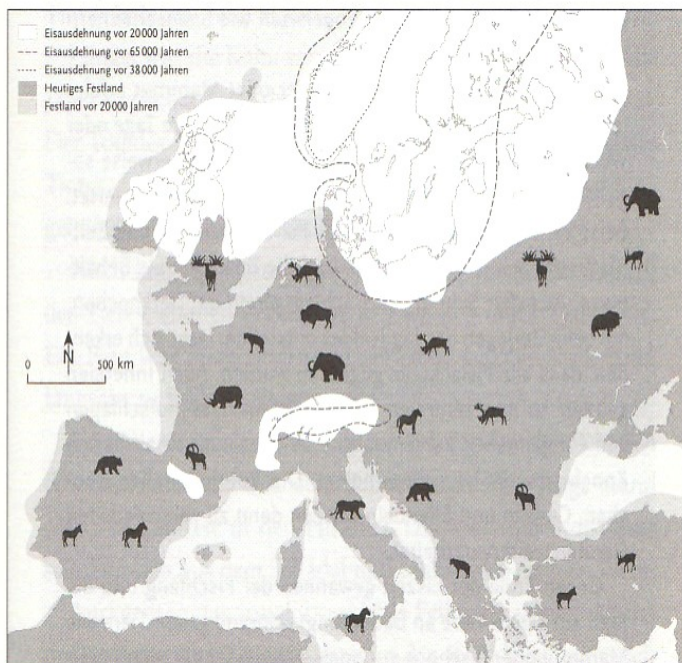 Eisausdehnung vor 20 000 Jahren
Eisausdehnung vor 65 000 Jahren
Eisausdehnung vor 38 000 Jahren
Heutiges Festland
Festland vor 20 000 Jahren
N
0 500 km